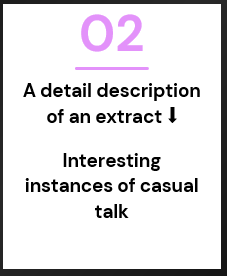 02
A detail description
of an extract ⬇
Interesting
instances of casual
talk